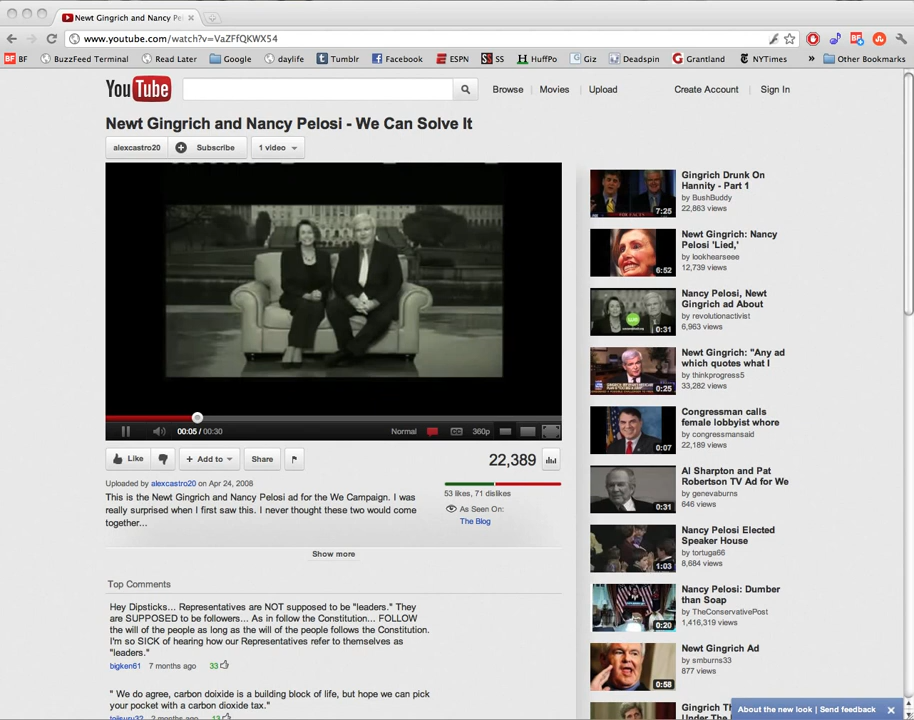 Newt Gingrich and Nancy Pe
www.youtube.com/watch?v=VaZFfQKWX54
BF BF BuzzFeed Terminal Read Later Google daylife Tumblr Facebook ESPN SS HuffPo Giz Deadspin Grantland NYTimes » Other Bookmarks
YouTube Browse Movies Upload Create Account Sign In
Newt Gingrich and Nancy Pelosi - We Can Solve It
alexcastro20 Subscribe 1 video
00:05 / 00:30 Normal CC 360p
Like Add to Share 22,389
Uploaded by alexcastro20 on Apr 24, 2008
This is the Newt Gingrich and Nancy Pelosi ad for the We Campaign. I was
really surprised when I first saw this. I never thought these two would come
together...
53 likes, 71 dislikes
As Seen On:
The Blog
Show more
Top Comments
Hey Dipsticks... Representatives are NOT supposed to be "leaders." They
are SUPPOSED to be followers... As in follow the Constitution... FOLLOW
the will of the people as long as the will of the people follows the Constitution.
I'm so SICK of hearing how our Representatives refer to themselves as
"leaders."
bigken61 7 months ago 33
" We do agree, carbon doixide is a building block of life, but hope we can pick
your pocket with a carbon dioxide tax."
2 months ago 13
Gingrich Drunk On
Hannity - Part 1
by BushBuddy
22,863 views
7:25
Newt Gingrich: Nancy
Pelosi 'Lied,'
by lookhearseee
12,739 views
6:52
Nancy Pelosi, Newt
Gingrich ad About
by revolutionactivist
6,963 views
0:31
Newt Gingrich: "Any ad
which quotes what I
by thinkprogress5
33,282 views
0:25
Congressman calls
female lobbyist whore
by congressmansaid
22,189 views
0:07
Al Sharpton and Pat
Robertson TV Ad for We
by genevaburns
646 views
0:31
Nancy Pelosi Elected
Speaker House
by tortuga66
8,684 views
1:03
Nancy Pelosi: Dumber
than Soap
by TheConservativePost
1,416,319 views
0:20
Newt Gingrich Ad
by smburns33
877 views
0:58
Gingrich
Under The
About the new look | Send feedback